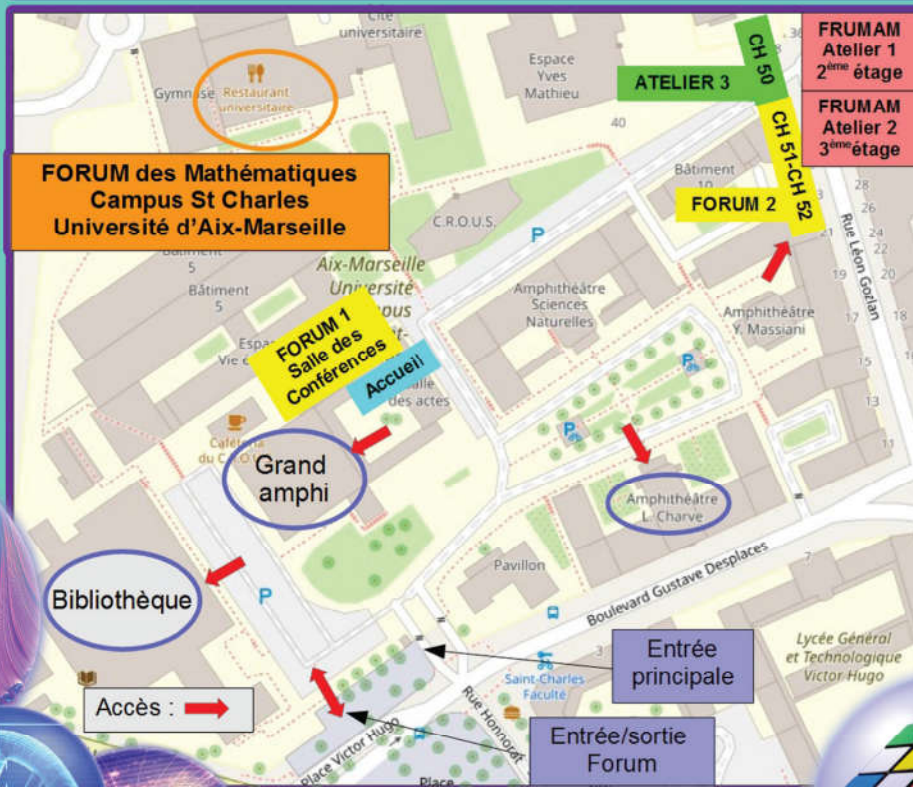 Cité
universitaire
Gymnase
Restaurant
universitaire
Espace
Yves
Mathieu
40
36
ATELIER 3
CH 50
FRUMAM
Atelier 1
2ème étage
FRUMAM
Atelier 2
3ème étage
FORUM des Mathématiques
Campus St Charles
Université d'Aix-Marseille
C.R.O.U.S.
P
Bâtiment
10
CH 51-CH 52
FORUM 2
28
26
24
22
21
20
19
17
18
15
13
11
Rue Léon Gozlan
Bâtiment
5
Bâtiment
5
Aix-Marseille
Université
Amphithéâtre
Sciences
Naturelles
Amphithéâtre
Y. Massiani
FORUM 1
Salle des
Conférences
Accueil
des actes
P
P
Cafétéria
Grand
amphi
Amphithéâtre
L. Charve
Bibliothèque
P
Pavillon
Boulevard Gustave Desplaces
7
3
Entrée
principale
Saint-Charles
Faculté
Lycée Général
et Technologique
Victor Hugo
Accès :
Place Victor Hugo
Rue Honnorat
Entrée/sortie
Forum
Place